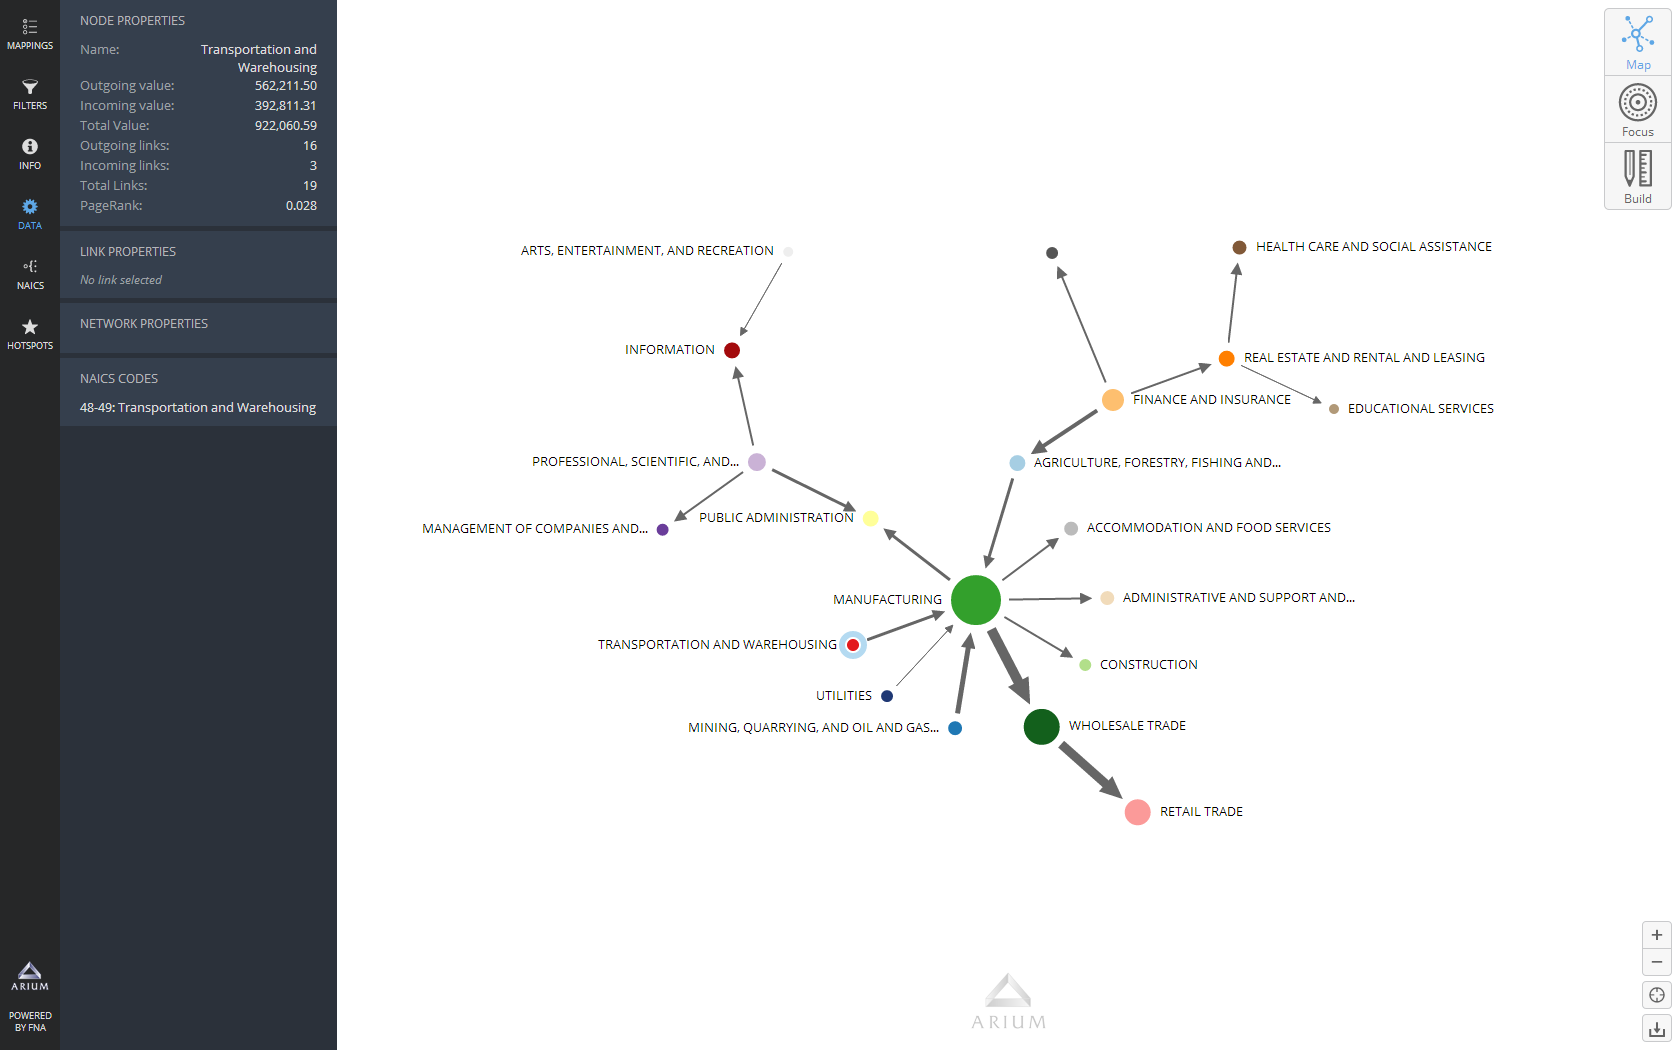 MAPPINGS
FILTERS
INFO
DATA
NAICS
HOTSPOTS
ARIUM
POWERED
BY FNA
NODE PROPERTIES
Name: Transportation and
Warehousing
Outgoing value: 562,211.50
Incoming value: 392,811.31
Total Value: 922,060.59
Outgoing links: 16
Incoming links: 3
Total Links: 19
PageRank: 0.028
LINK PROPERTIES
No link selected
NETWORK PROPERTIES
NAICS CODES
48-49: Transportation and Warehousing
ARTS, ENTERTAINMENT, AND RECREATION
HEALTH CARE AND SOCIAL ASSISTANCE
INFORMATION
REAL ESTATE AND RENTAL AND LEASING
FINANCE AND INSURANCE
EDUCATIONAL SERVICES
PROFESSIONAL, SCIENTIFIC, AND...
AGRICULTURE, FORESTRY, FISHING AND...
PUBLIC ADMINISTRATION
MANAGEMENT OF COMPANIES AND...
ACCOMMODATION AND FOOD SERVICES
MANUFACTURING
ADMINISTRATIVE AND SUPPORT AND...
TRANSPORTATION AND WAREHOUSING
CONSTRUCTION
UTILITIES
MINING, QUARRYING, AND OIL AND GAS...
WHOLESALE TRADE
RETAIL TRADE
ARIUM
Map
Focus
Build